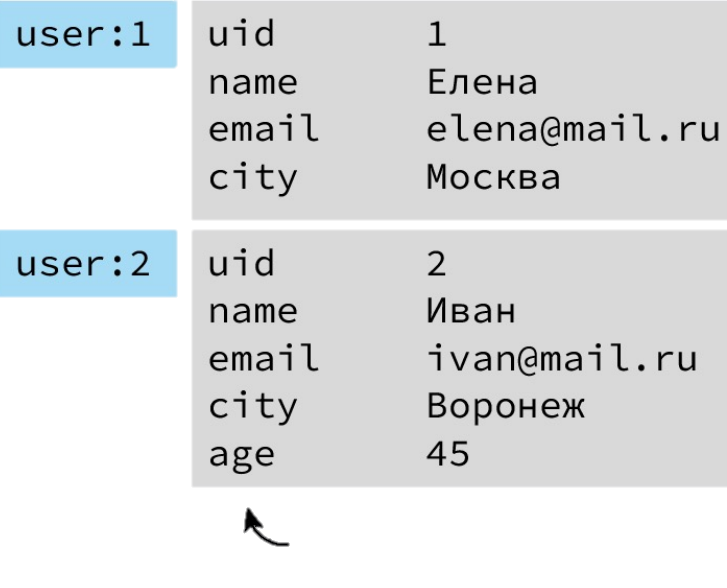 user:1 uid 1
name Елена
email elena@mail.ru
city Москва
user:2 uid 2
name Иван
email ivan@mail.ru
city Воронеж
age 45